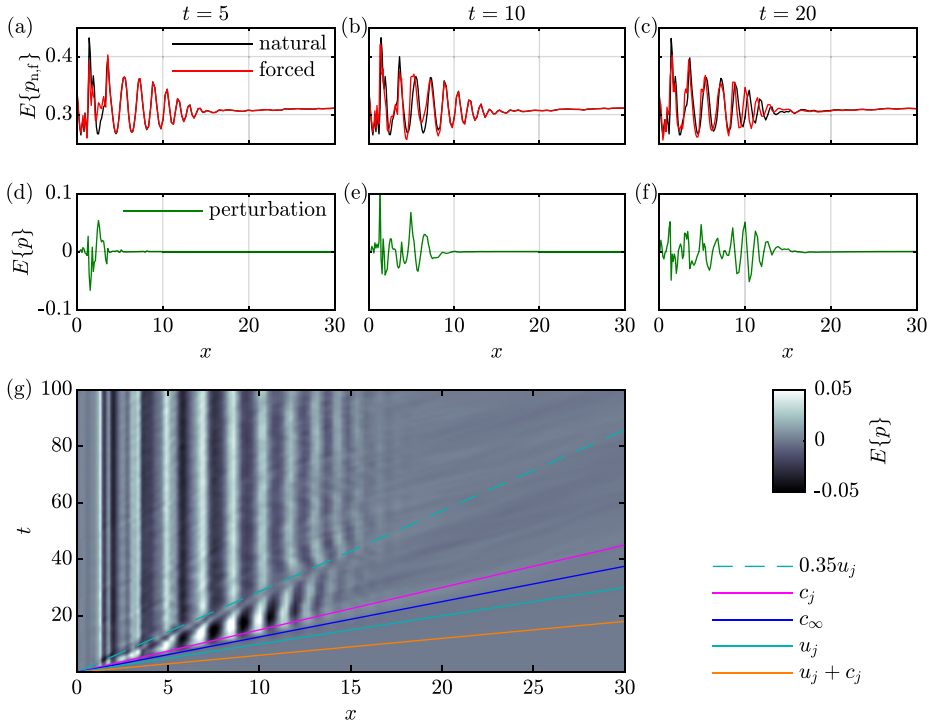 t = 5 t = 10 t = 20
(a) (b) (c)
E{p_{n,f}}
0.4
0.3
natural
forced
(d) (e) (f)
E{p}
0.1
0
-0.1
perturbation
0 10 20 30 0 10 20 30 0 10 20 30
x x x
(g)
t
100
80
60
40
20
0 5 10 15 20 25 30
x
0.05
0
-0.05
E{p}
0.35u_j
c_j
c_∞
u_j
u_j + c_j